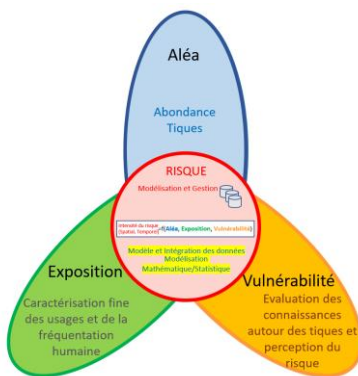 Aléa
Abondance
Tiques
RISQUE
Modélisation et Gestion
Intensité du risque
(Spatial, Temporel)
=f(Aléa, Exposition, Vulnérabilité)
Modèle et Intégration des données
Modélisation
Mathématique/Statistique
Exposition
Caractérisation fine
des usages et de la
fréquentation
humaine
Vulnérabilité
Evaluation des
connaissances
autour des tiques et
perception du
risque